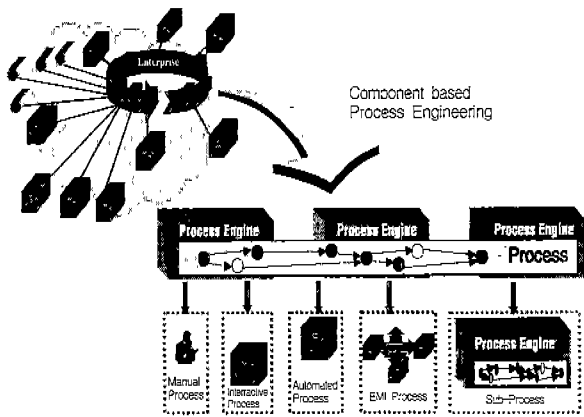 Enterprise
Component based
Process Engineering
Process Engine
Process Engine
Process Engine
Process
Manual
Process
Interactive
Process
Automated
Process
EMI Process
Process Engine
Sub-Process